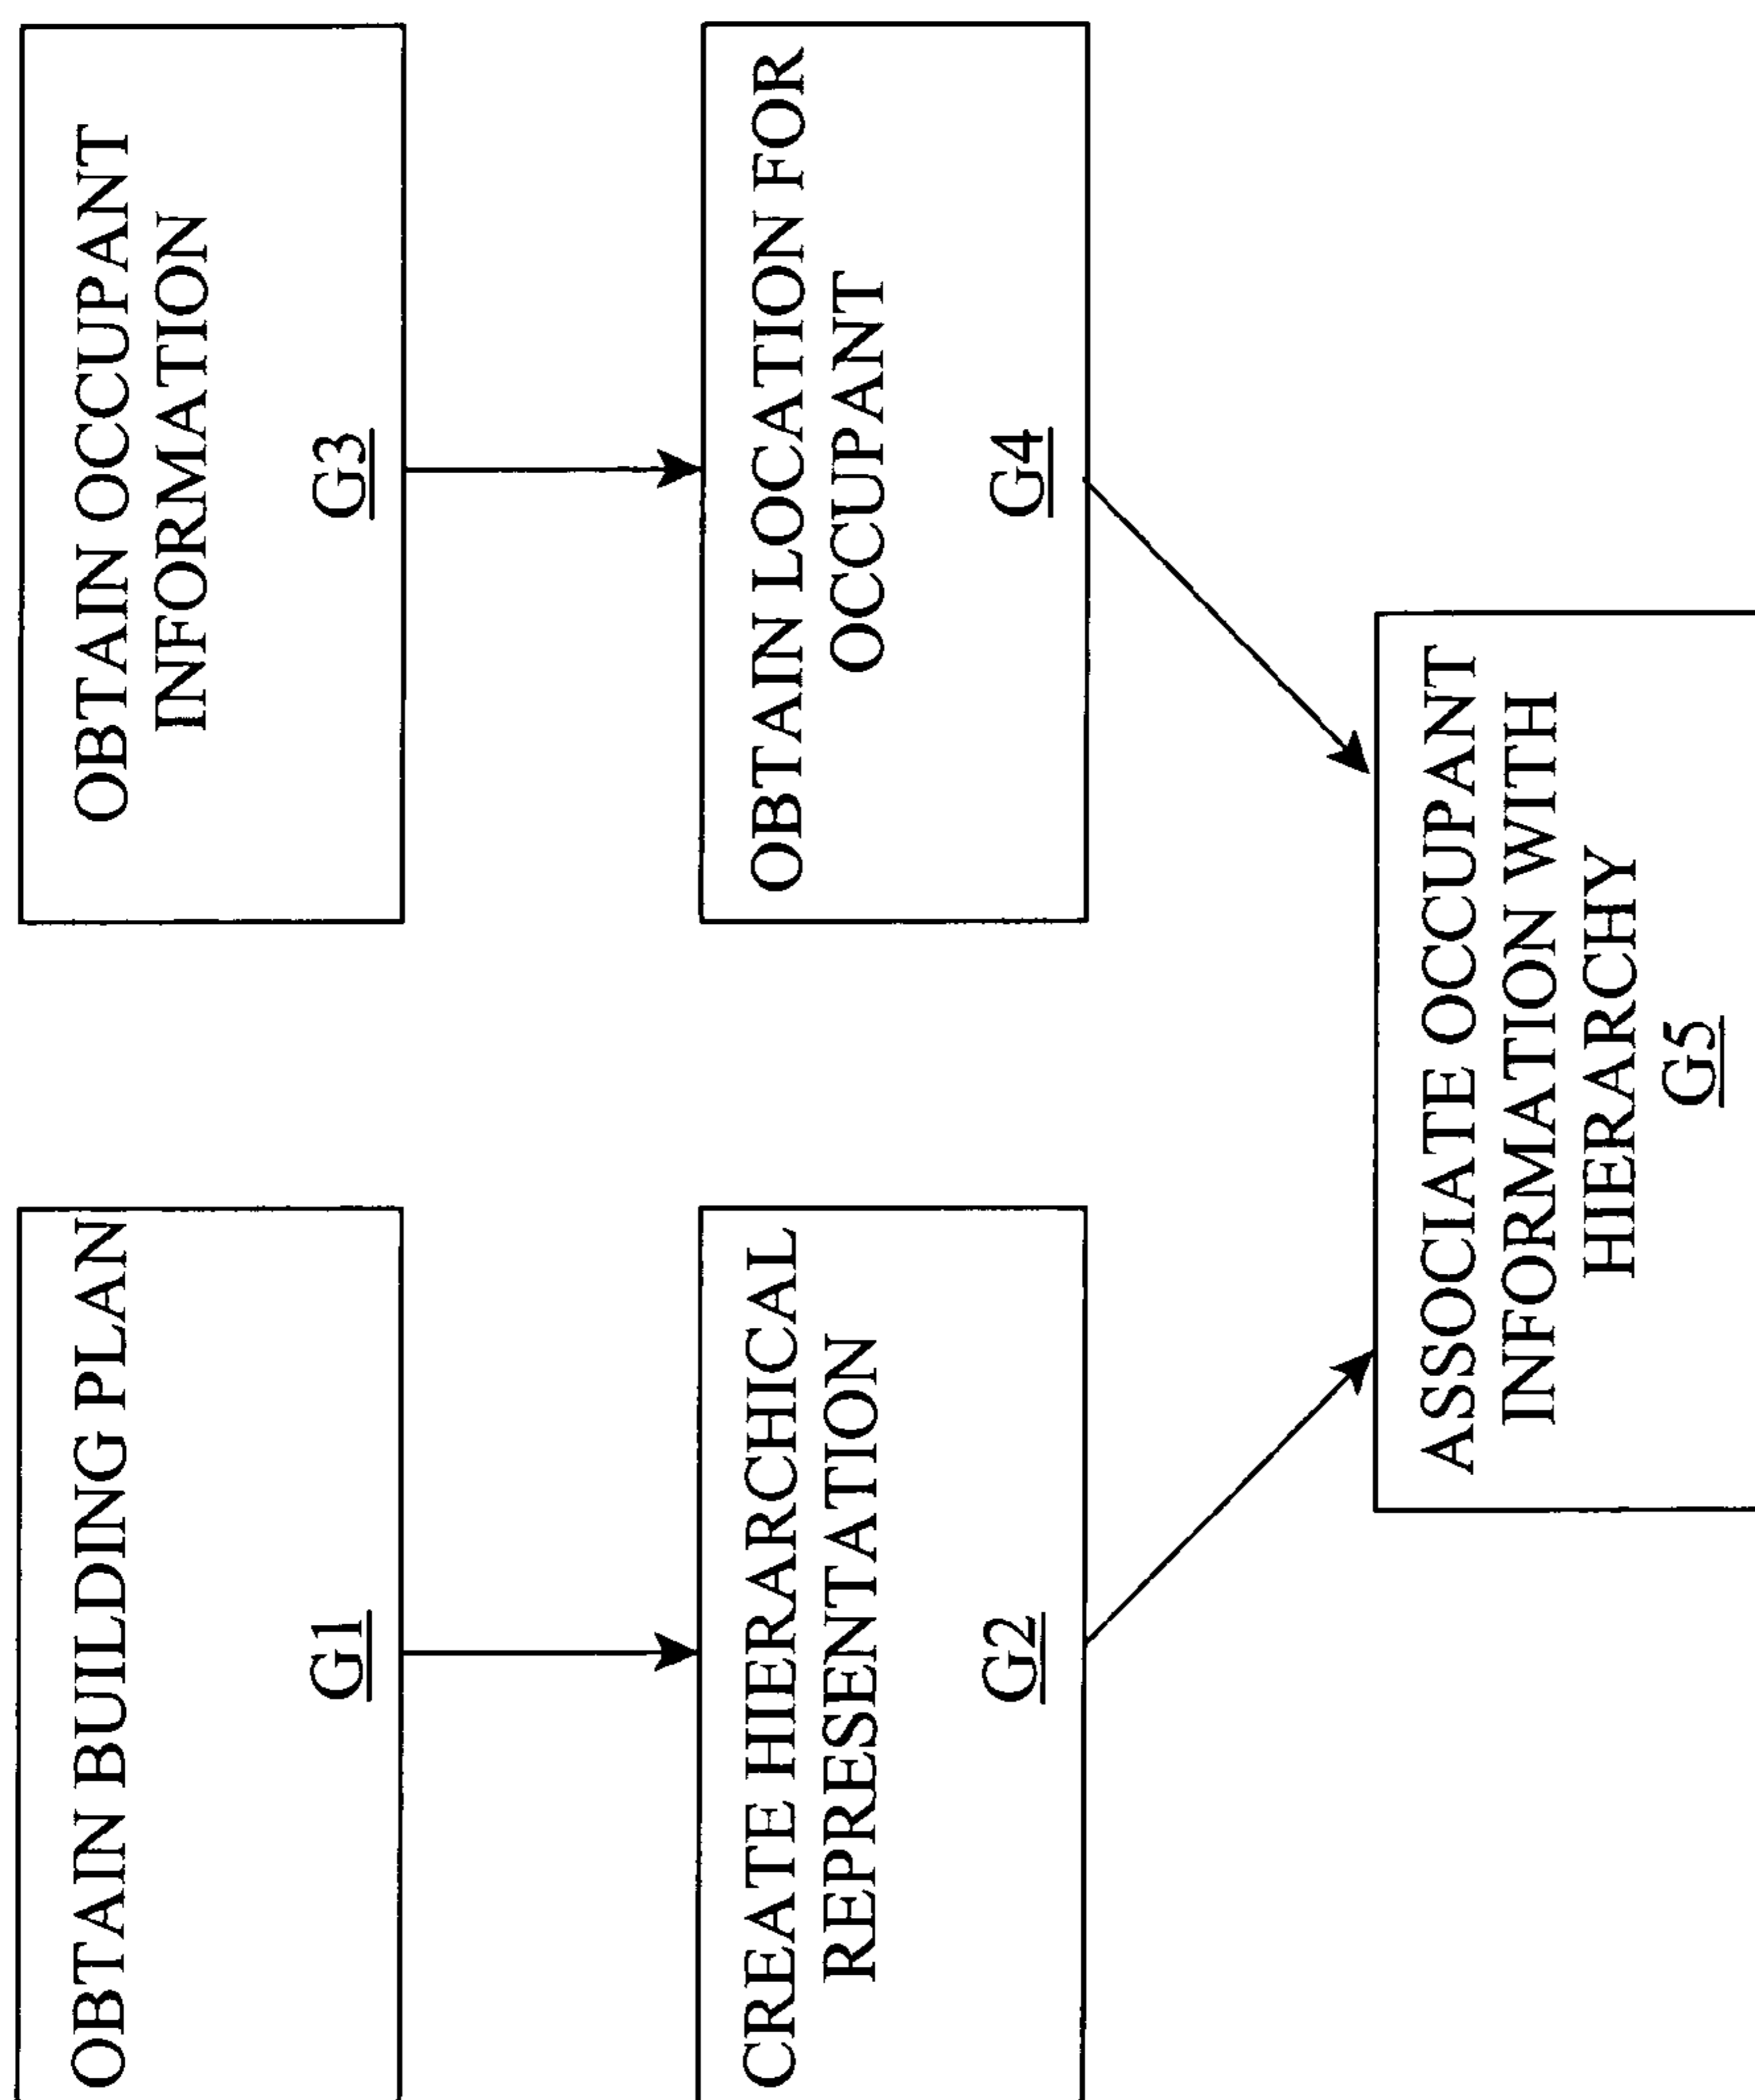 OBTAIN BUILDING PLAN
G1
CREATE HIERARCHICAL
REPRESENTATION
G2
OBTAIN OCCUPANT
INFORMATION
G3
OBTAIN LOCATION FOR
OCCUPANT
G4
ASSOCIATE OCCUPANT
INFORMATION WITH
HIERARCHY
G5